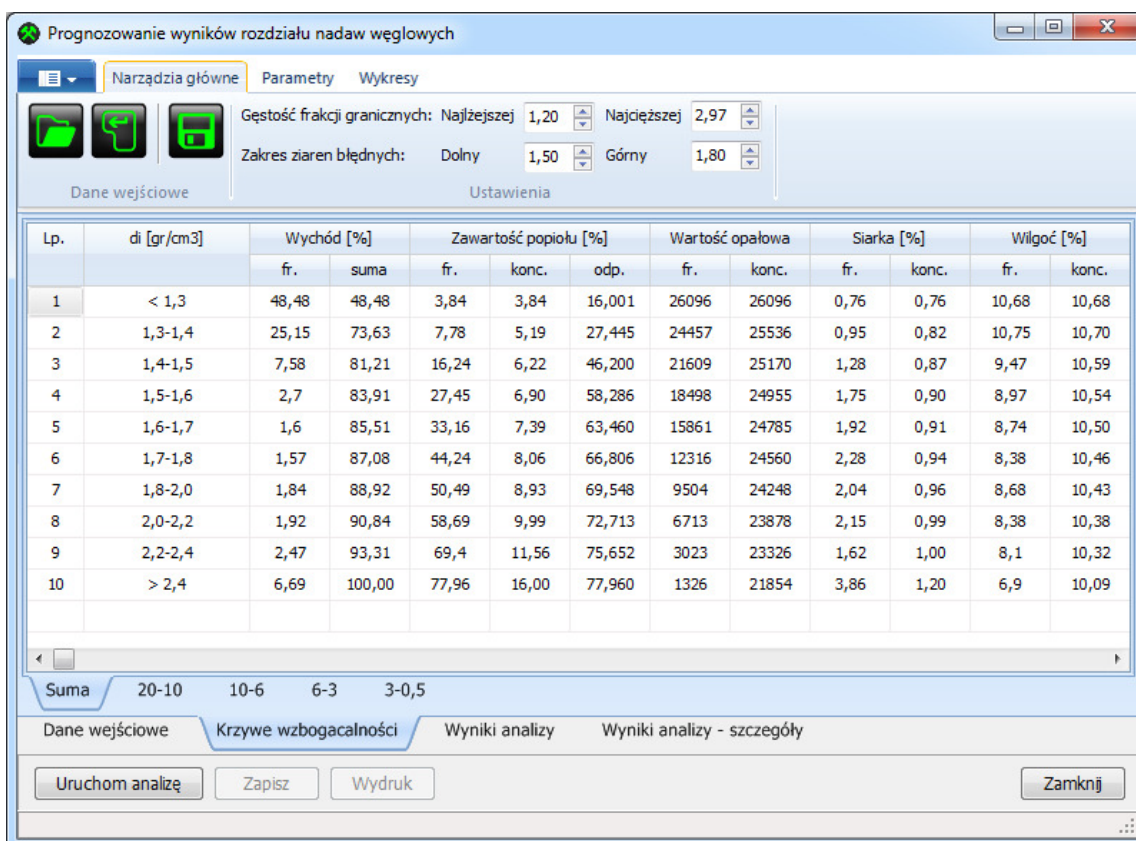 Prognozowanie wyników rozdziału nadaw węglowych
Narządzia główne Parametry Wykresy
Gęstość frakcji granicznych: Najlżejszej 1,20 Najcięższej 2,97
Zakres ziaren błędnych: Dolny 1,50 Górny 1,80
Dane wejściowe Ustawienia
Lp. di [gr/cm3] Wychód [%] Zawartość popiołu [%] Wartość opałowa Siarka [%] Wilgoć [%]
fr. suma fr. konc. odp. fr. konc. fr. konc. fr. konc.
1 < 1,3 48,48 48,48 3,84 3,84 16,001 26096 26096 0,76 0,76 10,68 10,68
2 1,3-1,4 25,15 73,63 7,78 5,19 27,445 24457 25536 0,95 0,82 10,75 10,70
3 1,4-1,5 7,58 81,21 16,24 6,22 46,200 21609 25170 1,28 0,87 9,47 10,59
4 1,5-1,6 2,7 83,91 27,45 6,90 58,286 18498 24955 1,75 0,90 8,97 10,54
5 1,6-1,7 1,6 85,51 33,16 7,39 63,460 15861 24785 1,92 0,91 8,74 10,50
6 1,7-1,8 1,57 87,08 44,24 8,06 66,806 12316 24560 2,28 0,94 8,38 10,46
7 1,8-2,0 1,84 88,92 50,49 8,93 69,548 9504 24248 2,04 0,96 8,68 10,43
8 2,0-2,2 1,92 90,84 58,69 9,99 72,713 6713 23878 2,15 0,99 8,38 10,38
9 2,2-2,4 2,47 93,31 69,4 11,56 75,652 3023 23326 1,62 1,00 8,1 10,32
10 > 2,4 6,69 100,00 77,96 16,00 77,960 1326 21854 3,86 1,20 6,9 10,09
Suma 20-10 10-6 6-3 3-0,5
Dane wejściowe Krzywe wzbogacalności Wyniki analizy Wyniki analizy - szczegóły
Uruchom analizę Zapisz Wydruk Zamknij